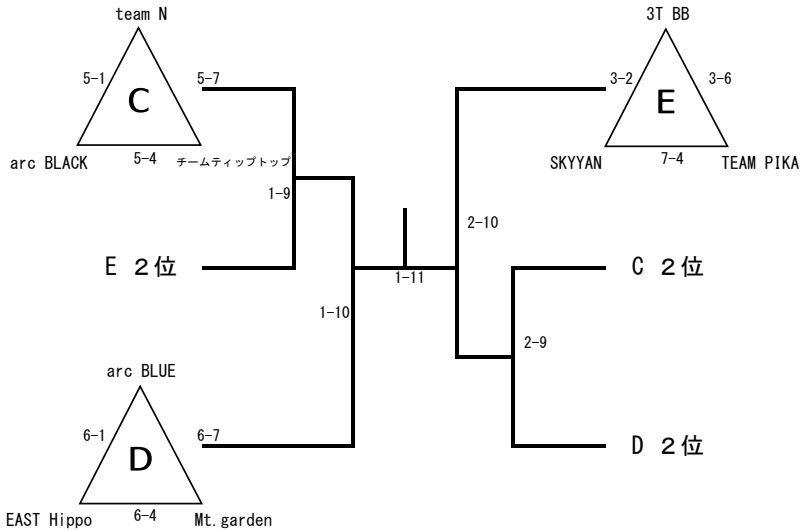 team N
5-1
5-7
C
arc BLACK
5-4
チームティップトップ
1-9
E 2位
1-10
arc BLUE
6-1
6-7
D
EAST Hippo
6-4
Mt.garden
1-11
3T BB
3-2
3-6
E
SKYYAN
7-4
TEAM PIKA
2-10
C 2位
2-9
D 2位